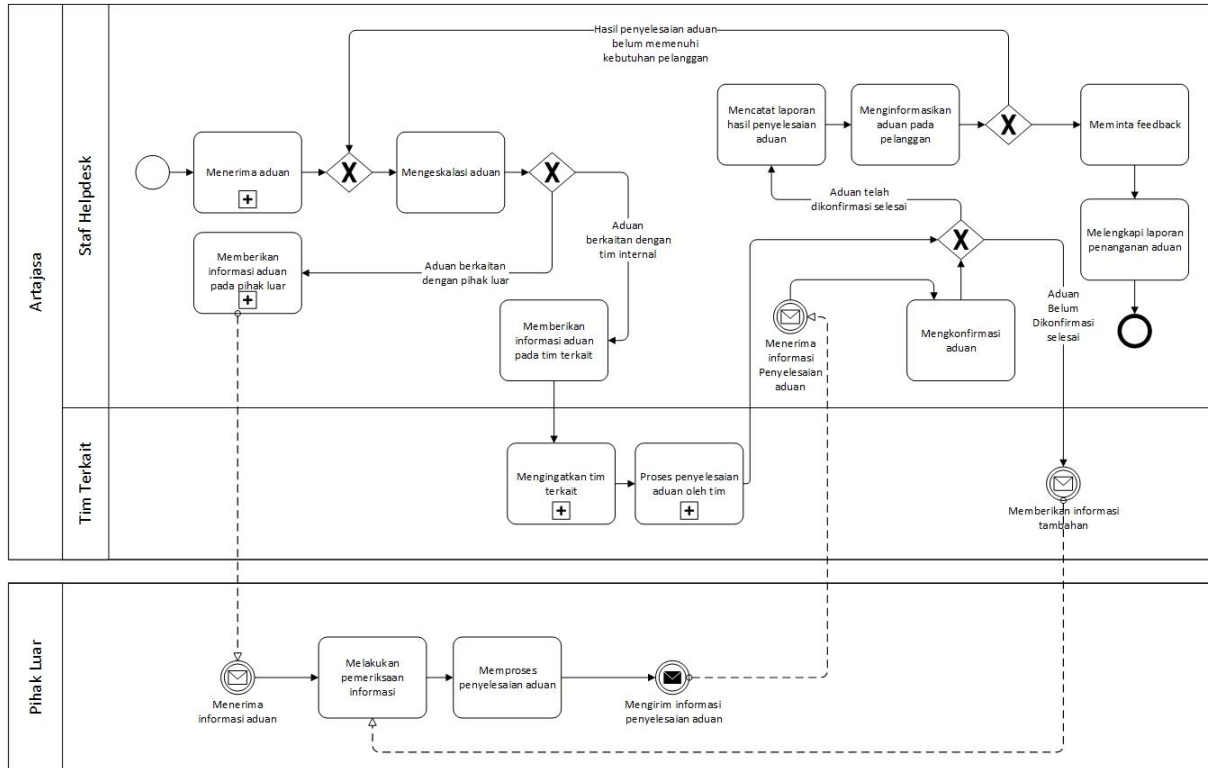 Artajasa
Staf Helpdesk
Hasil penyelesaian aduan
belum memenuhi
kebutuhan pelanggan
Menerima aduan
X
Mengeskalasi aduan
X
Mencatat laporan
hasil penyelesaian
aduan
Menginformasikan
aduan pada
pelanggan
X
Meminta feedback
Memberikan
informasi aduan
pada pihak luar
Aduan berkaitan
dengan pihak luar
Aduan
berkaitan dengan
tim internal
Aduan telah
dikonfirmasi selesai
X
Melengkapi laporan
penanganan aduan
Memberikan
informasi aduan
pada tim terkait
Menerima
informasi
Penyelesaian
aduan
Mengkonfirmasi
aduan
Aduan
Belum
Dikonfirmasi
selesai
Tim Terkait
Mengingatkan tim
terkait
Proses penyelesaian
aduan oleh tim
Memberikan informasi
tambahan
Pihak Luar
Menerima
informasi aduan
Melakukan
pemeriksaan
informasi
Memproses
penyelesaian aduan
Mengirim informasi
penyelesaian aduan